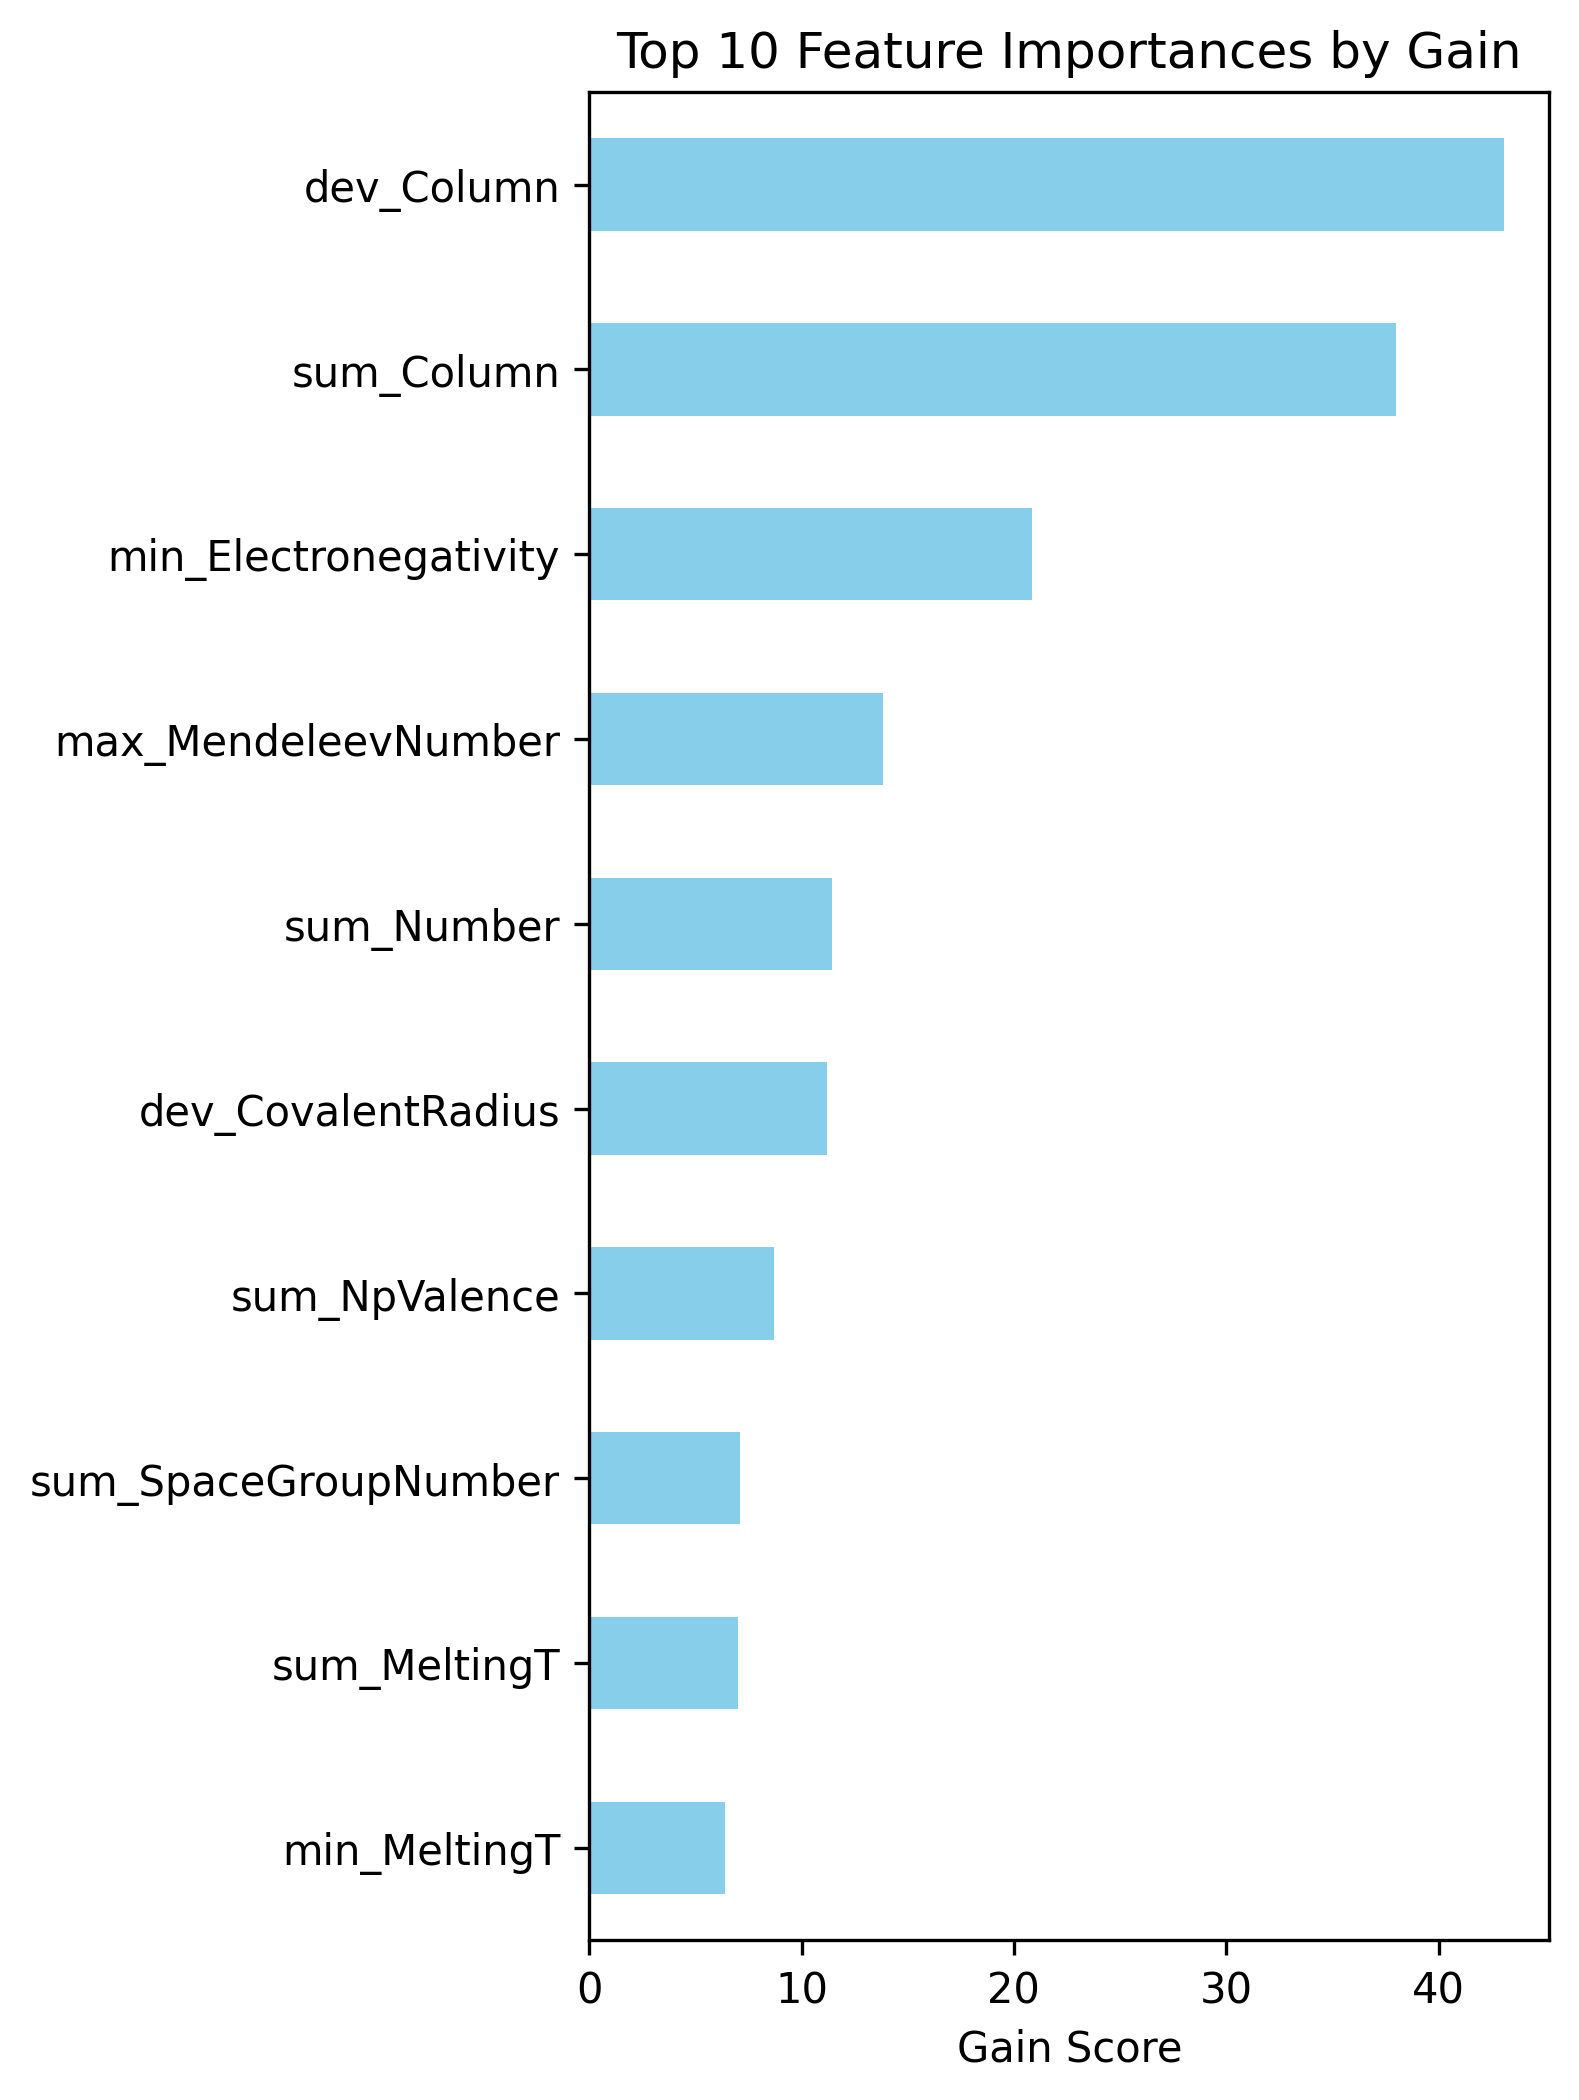 Top 10 Feature Importances by Gain
dev_Column
sum_Column
min_Electronegativity
max_MendeleevNumber
sum_Number
dev_CovalentRadius
sum_NpValence
sum_SpaceGroupNumber
sum_MeltingT
min_MeltingT
0 10 20 30 40
Gain Score